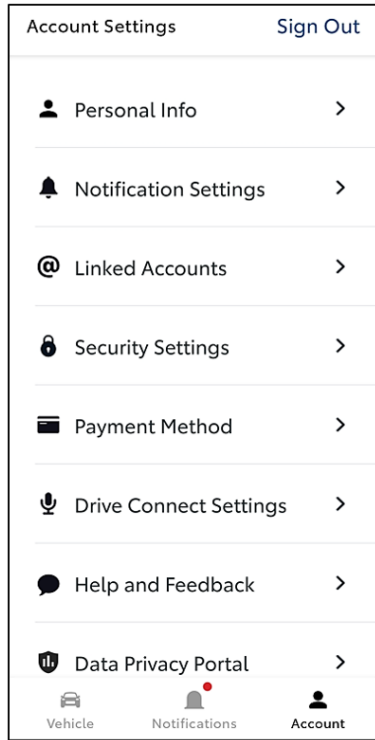 Account Settings Sign Out
Personal Info
Notification Settings
Linked Accounts
Security Settings
Payment Method
Drive Connect Settings
Help and Feedback
Data Privacy Portal
Vehicle Notifications Account